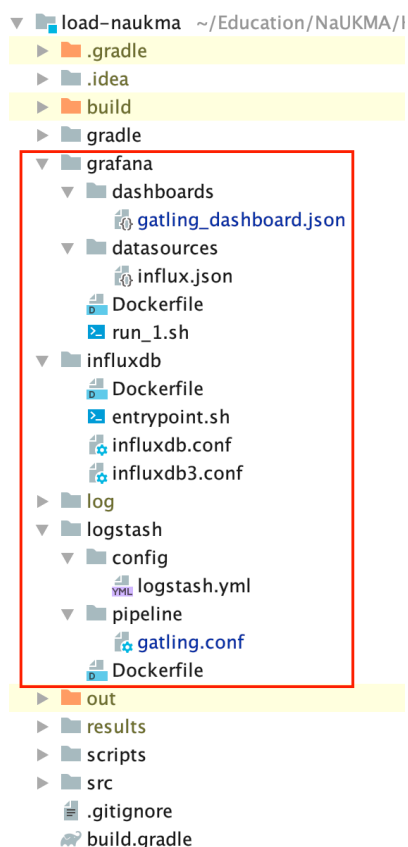 load-naukma ~/Education/NaUKMA/
.gradle
.idea
build
gradle
grafana
dashboards
gatling_dashboard.json
datasources
influx.json
Dockerfile
run_1.sh
influxdb
Dockerfile
entrypoint.sh
influxdb.conf
influxdb3.conf
log
logstash
config
logstash.yml
pipeline
gatling.conf
Dockerfile
out
results
scripts
src
.gitignore
build.gradle